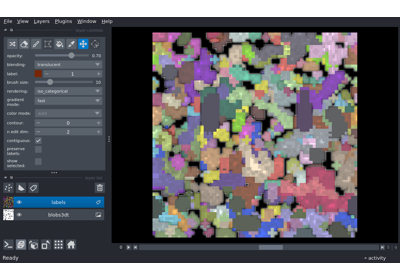 File View Layers Plugins Window Help
opacity: 0.70
blending: translucent
label: 1
brush size: 10
rendering: iso_categorical
gradient
mode: fast
color mode:
contour: 0
n edit dim: 2
contiguous:
preserve
labels:
show
selected:
labels
blobs3dt
Ready
activity